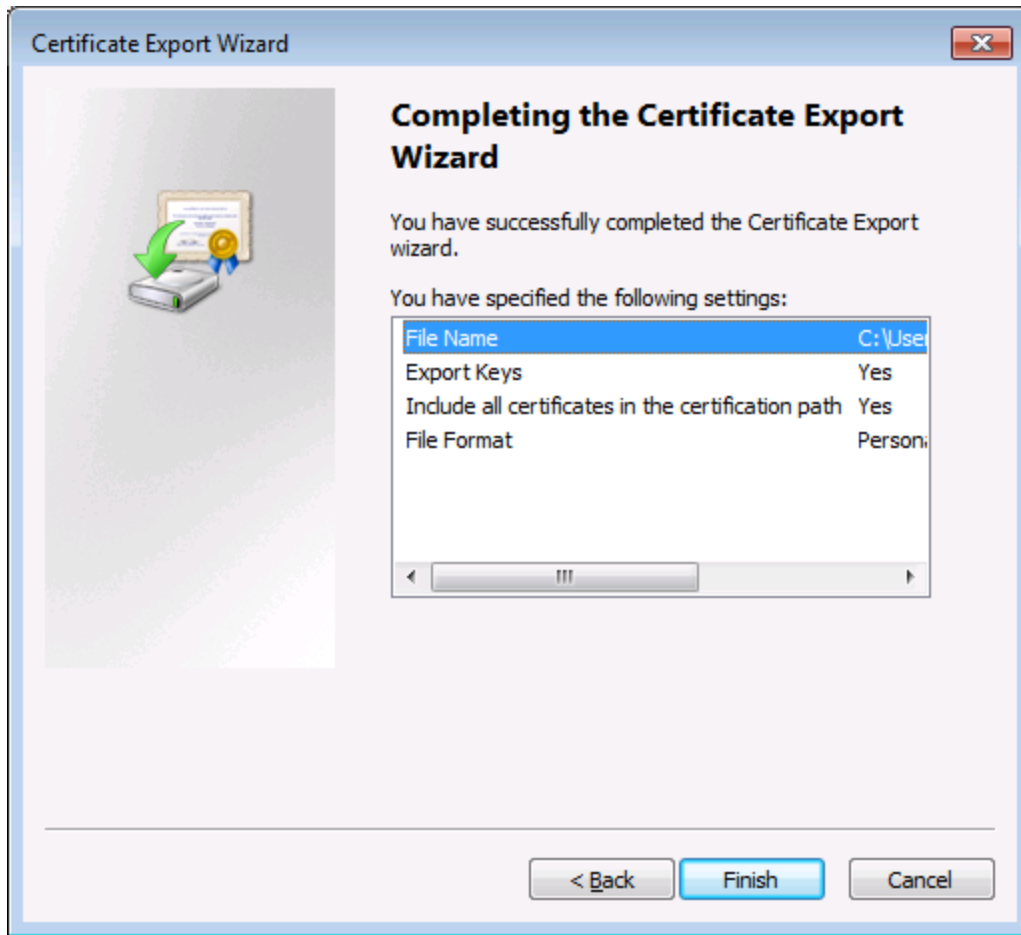 Certificate Export Wizard
Completing the Certificate Export
Wizard
You have successfully completed the Certificate Export
wizard.
You have specified the following settings:
File Name C:\User
Export Keys Yes
Include all certificates in the certification path Yes
File Format Persona
< Back Finish Cancel